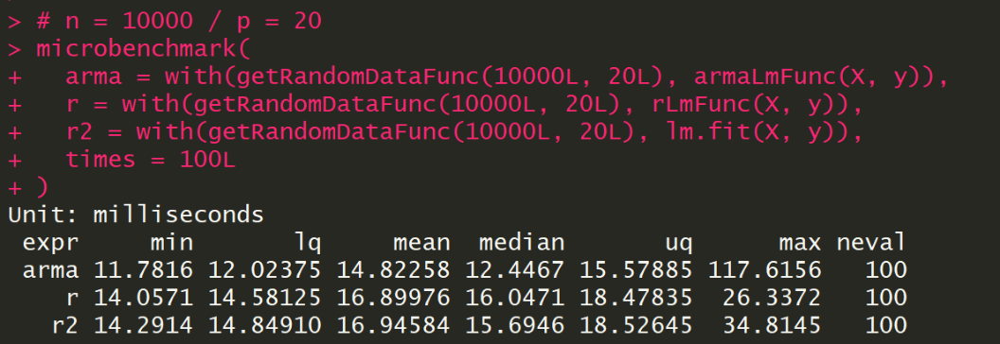 > # n = 10000 / p = 20
> microbenchmark(
+   arma = with(getRandomDataFunc(10000L, 20L), armaLmFunc(X, y)),
+   r = with(getRandomDataFunc(10000L, 20L), rLmFunc(X, y)),
+   r2 = with(getRandomDataFunc(10000L, 20L), lm.fit(X, y)),
+   times = 100L
+ )
Unit: milliseconds
 expr     min       lq     mean  median       uq      max neval
 arma 11.7816 12.02375 14.82258 12.4467 15.57885 117.6156   100
    r 14.0571 14.58125 16.89976 16.0471 18.47835  26.3372   100
   r2 14.2914 14.84910 16.94584 15.6946 18.52645  34.8145   100